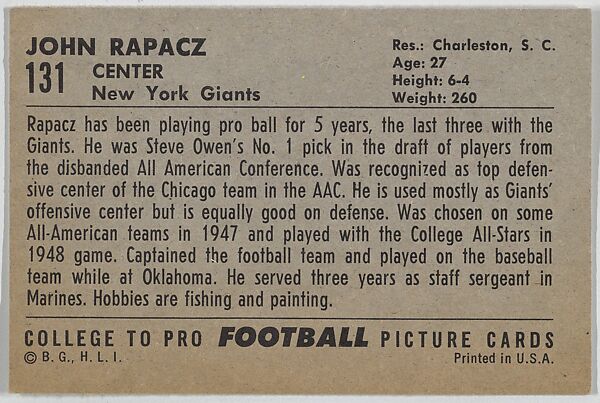 JOHN RAPACZ
131 CENTER
New York Giants
Res.: Charleston, S. C.
Age: 27
Height: 6-4
Weight: 260
Rapacz has been playing pro ball for 5 years, the last three with the
Giants. He was Steve Owen's No. 1 pick in the draft of players from
the disbanded All American Conference. Was recognized as top defen-
sive center of the Chicago team in the AAC. He is used mostly as Giants'
offensive center but is equally good on defense. Was chosen on some
All-American teams in 1947 and played with the College All-Stars in
1948 game. Captained the football team and played on the baseball
team while at Oklahoma. He served three years as staff sergeant in
Marines. Hobbies are fishing and painting.
COLLEGE TO PRO FOOTBALL PICTURE CARDS
© B. G., H. L. I. Printed in U.S.A.